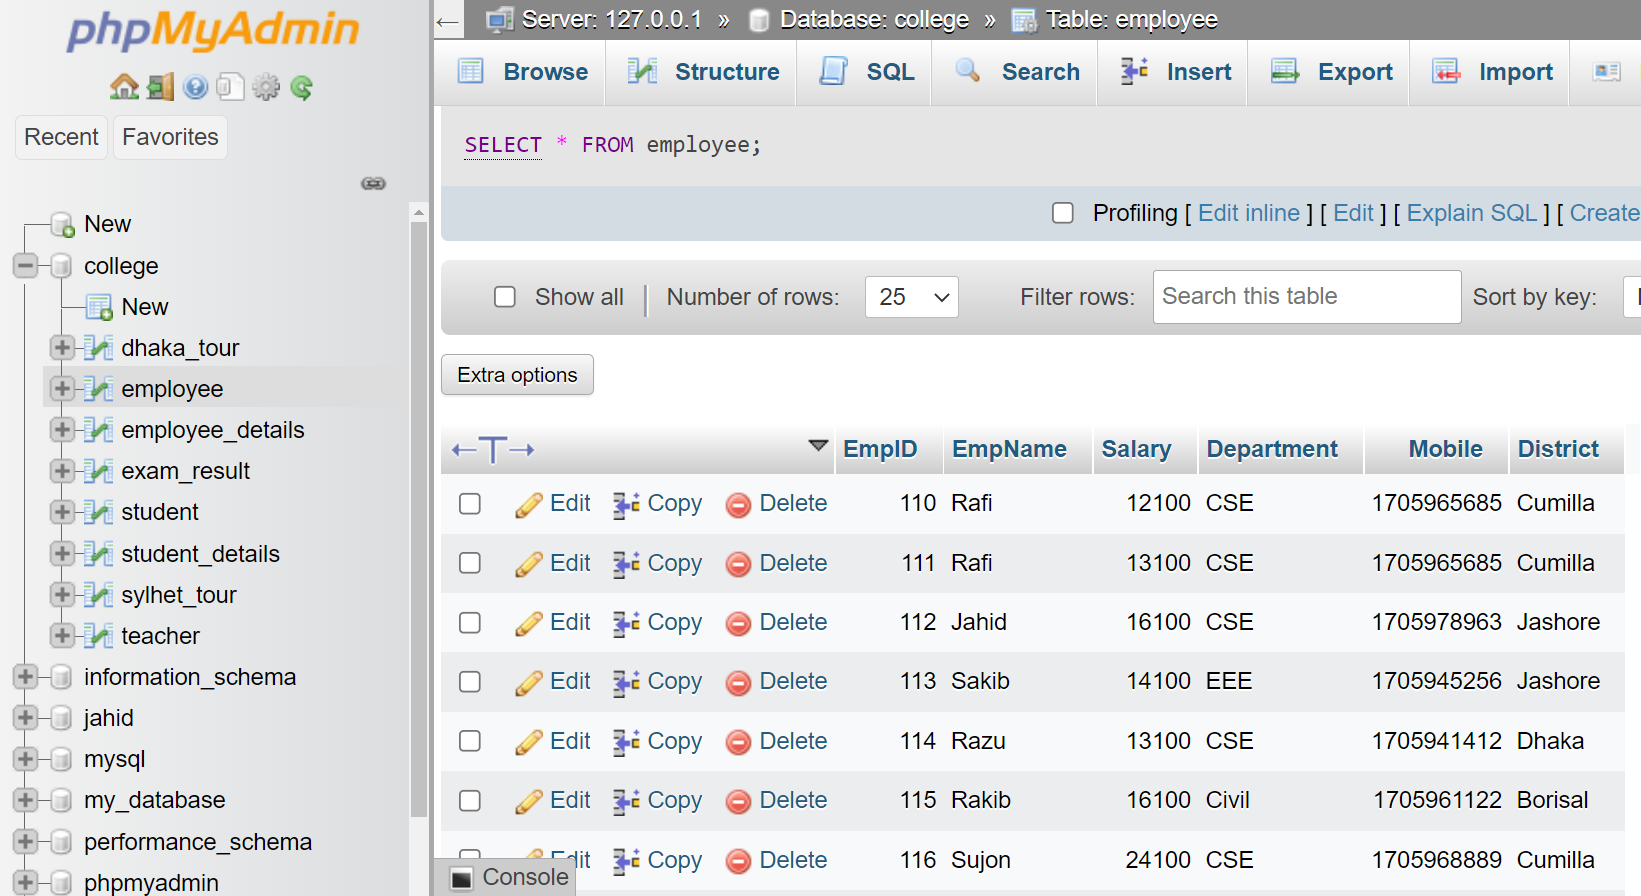 phpMyAdmin
Recent Favorites
New
college
New
dhaka_tour
employee
employee_details
exam_result
student
student_details
sylhet_tour
teacher
information_schema
jahid
mysql
my_database
performance_schema
phpmyadmin
← Server: 127.0.0.1 » Database: college » Table: employee
Browse Structure SQL Search Insert Export Import
SELECT * FROM employee;
Profiling [ Edit inline ] [ Edit ] [ Explain SQL ] [ Create
Show all | Number of rows: 25 Filter rows: Search this table Sort by key:
Extra options
←T→ EmpID EmpName Salary Department Mobile District
Edit Copy Delete 110 Rafi 12100 CSE 1705965685 Cumilla
Edit Copy Delete 111 Rafi 13100 CSE 1705965685 Cumilla
Edit Copy Delete 112 Jahid 16100 CSE 1705978963 Jashore
Edit Copy Delete 113 Sakib 14100 EEE 1705945256 Jashore
Edit Copy Delete 114 Razu 13100 CSE 1705941412 Dhaka
Edit Copy Delete 115 Rakib 16100 Civil 1705961122 Borisal
Edit Copy Delete 116 Sujon 24100 CSE 1705968889 Cumilla
Console